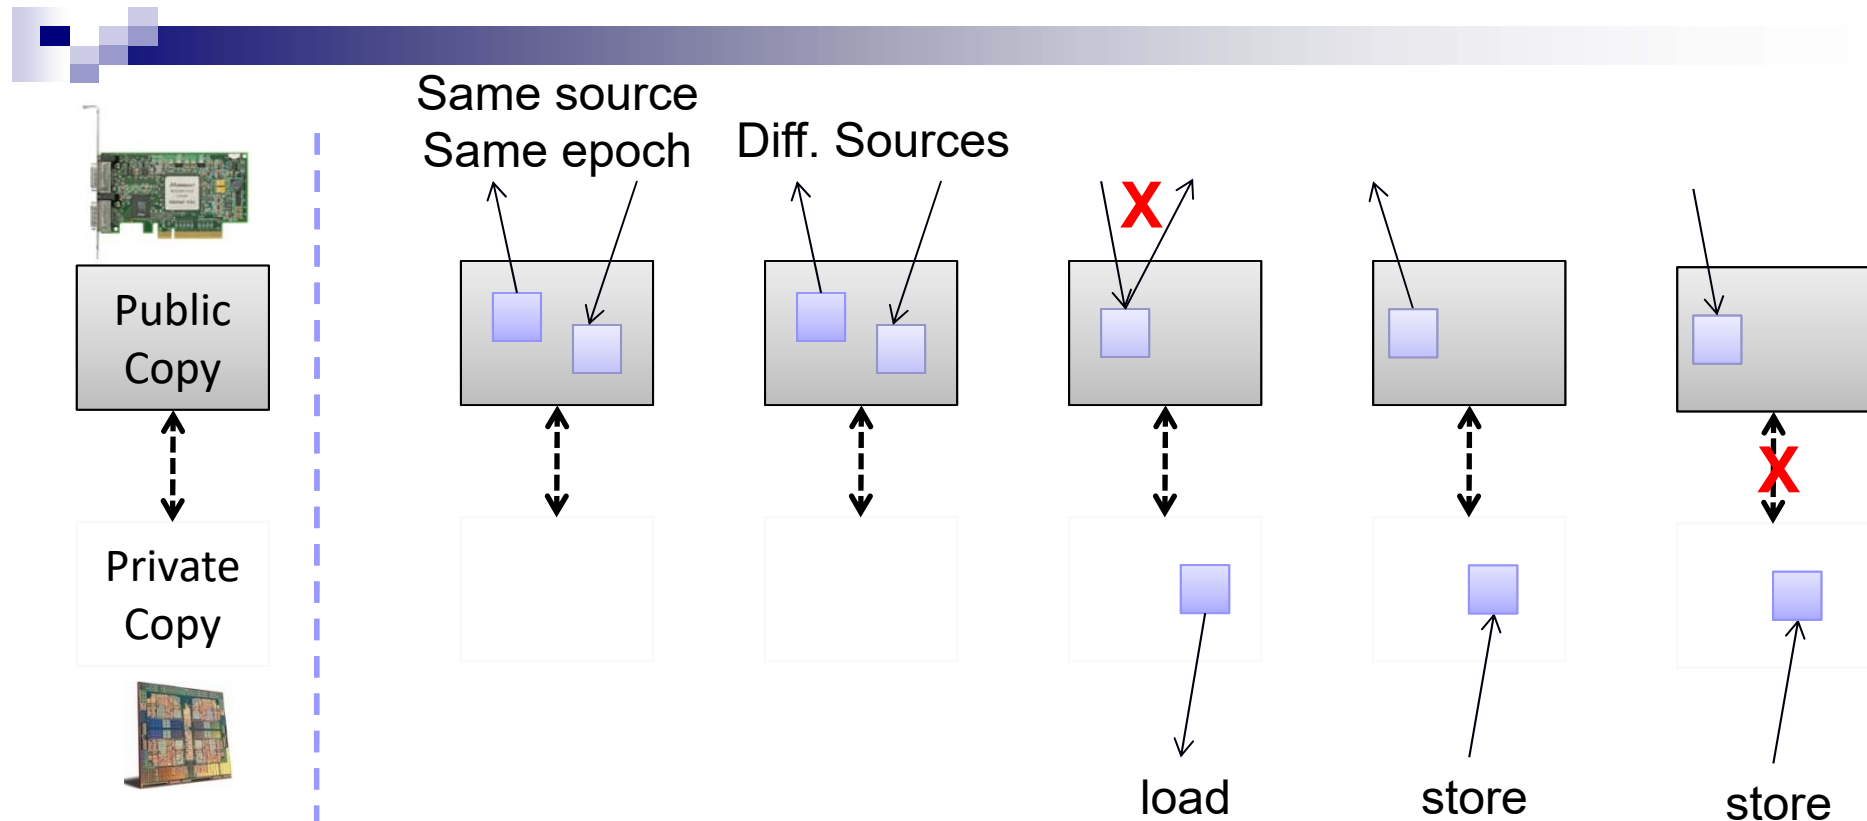 Same source
Same epoch
Diff. Sources
X
Public
Copy
X
Private
Copy
load
store
store